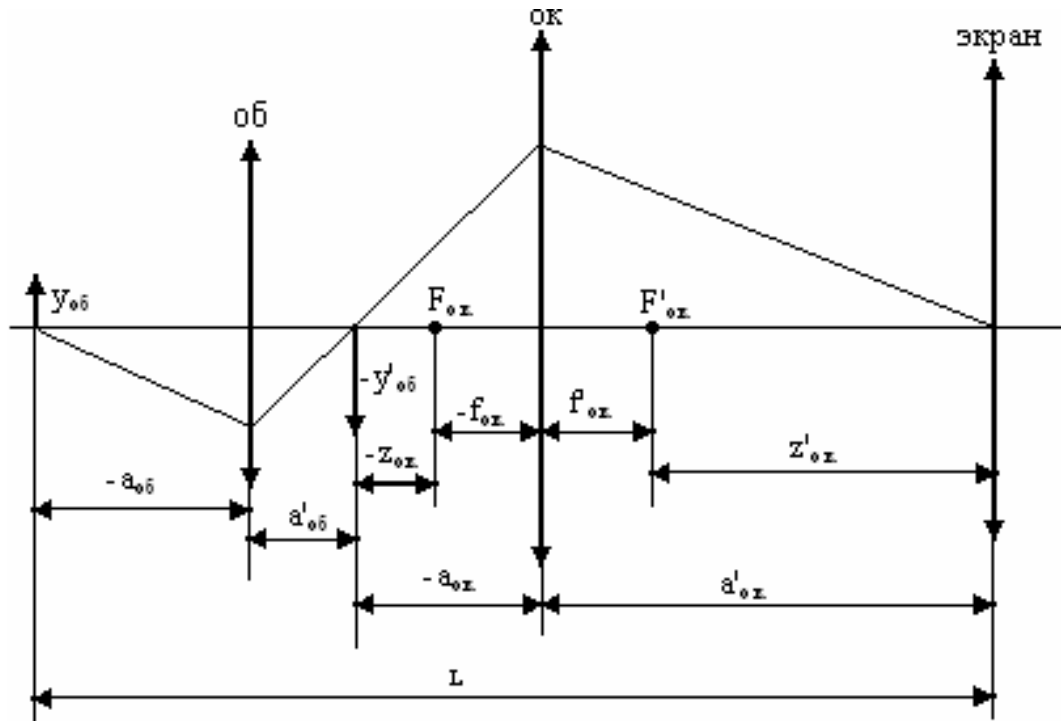 ок
экран
об
yоб
Fок.
F'ок.
-y'об
-fок.
f'ок.
-zок.
z'ок.
-aоб
a'об
-aок.
a'ок.
L